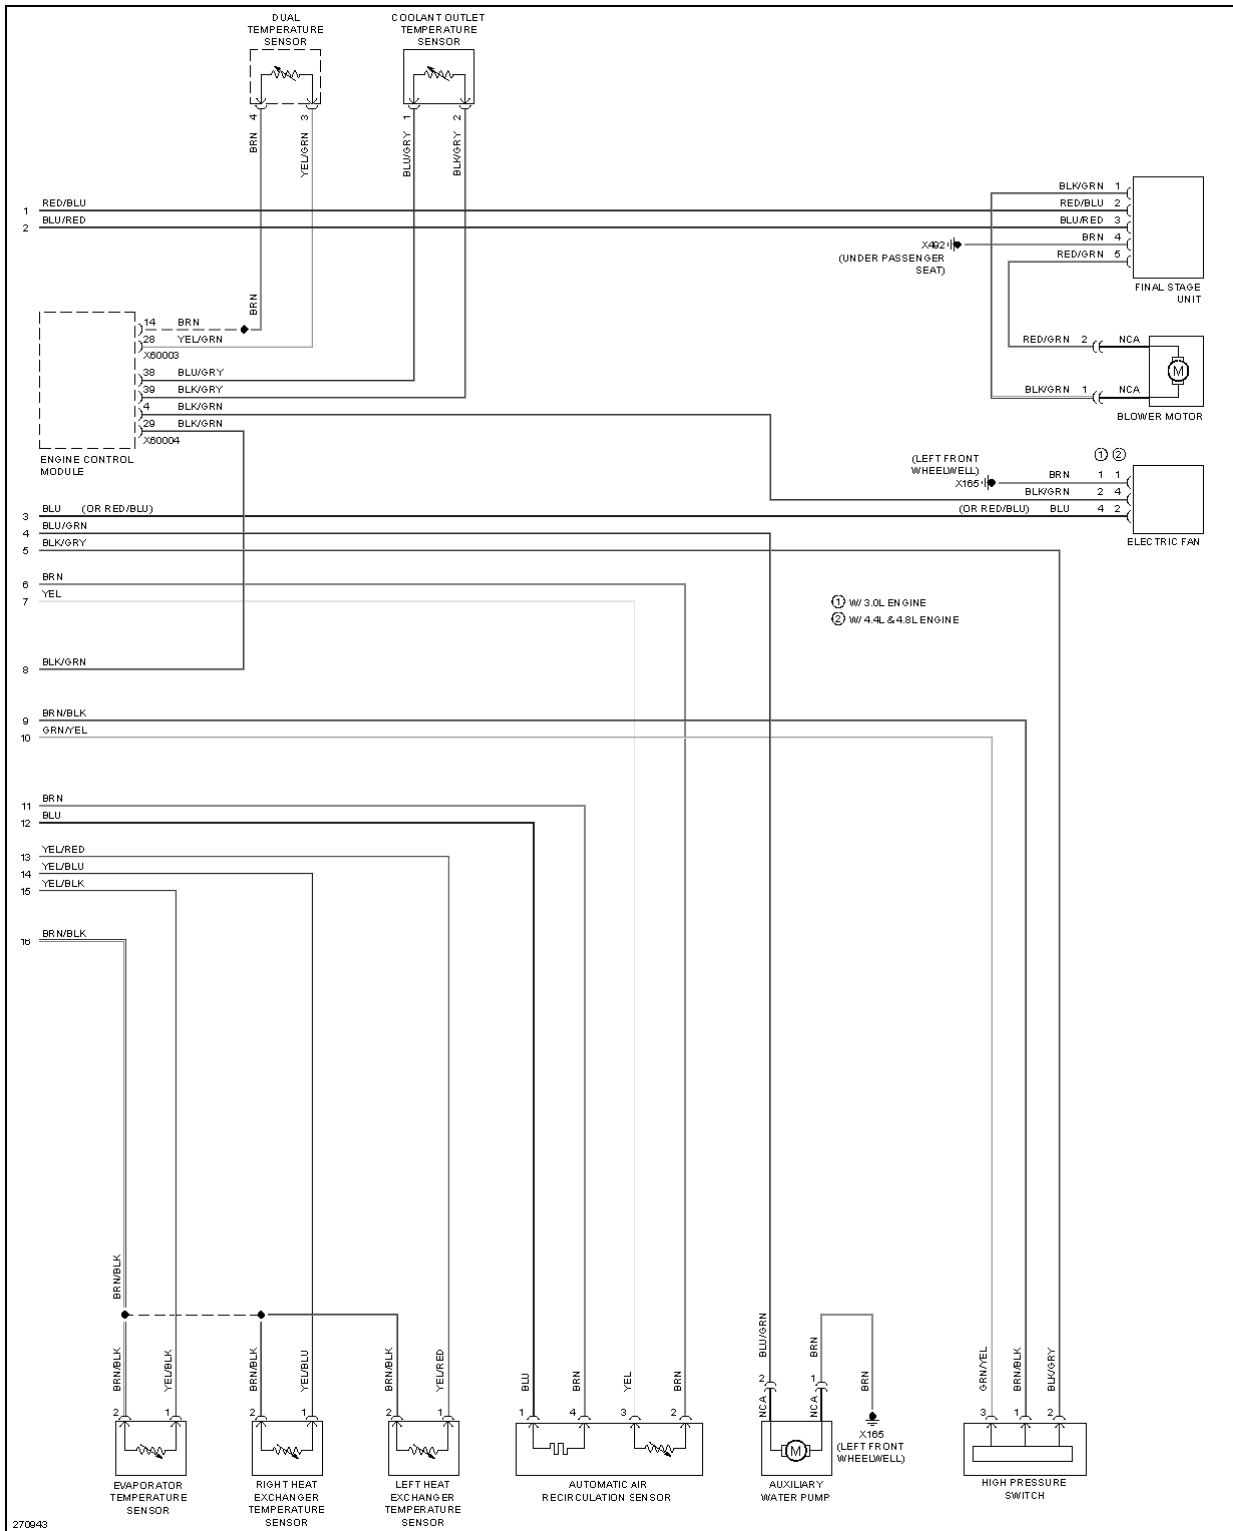 DUAL
TEMPERATURE
SENSOR
COOLANT OUTLET
TEMPERATURE
SENSOR
4
3
1
2
BRN
YEL/GRN
BLU/GRY
BLK/GRY
BLK/GRN 1
1 RED/BLU
RED/BLU 2
2 BLU/RED
BLU/RED 3
BRN 4
X492
(UNDER PASSENGER
SEAT)
RED/GRN 5
FINAL STAGE
UNIT
BRN
14 BRN
28 YEL/GRN
X60003
38 BLU/GRY
39 BLK/GRY
4 BLK/GRN
29 BLK/GRN
X60004
ENGINE CONTROL
MODULE
RED/GRN 2 NCA
M
BLK/GRN 1 NCA
BLOWER MOTOR
1 2
(LEFT FRONT
WHEELWELL)
X165
BRN 1 1
BLK/GRN 2 4
(OR RED/BLU) BLU 4 2
ELECTRIC FAN
3 BLU (OR RED/BLU)
4 BLU/GRN
5 BLK/GRY
6 BRN
7 YEL
1 W/ 3.0L ENGINE
2 W/ 4.4L & 4.8L ENGINE
8 BLK/GRN
9 BRN/BLK
10 GRN/YEL
11 BRN
12 BLU
13 YEL/RED
14 YEL/BLU
15 YEL/BLK
16 BRN/BLK
BRN/BLK
BRN/BLK
YEL/BLK
BRN/BLK
YEL/BLU
BRN/BLK
YEL/RED
BLU
BRN
YEL
BRN
BLU/GRN
BRN
BRN
GRN/YEL
BRN/BLK
BLK/GRY
2 1
2 1
2 1
1 4 3 2
2 1
NCA
NCA
3 1 2
M
X165
(LEFT FRONT
WHEELWELL)
EVAPORATOR
TEMPERATURE
SENSOR
RIGHT HEAT
EXCHANGER
TEMPERATURE
SENSOR
LEFT HEAT
EXCHANGER
TEMPERATURE
SENSOR
AUTOMATIC AIR
RECIRCULATION SENSOR
AUXILIARY
WATER PUMP
HIGH PRESSURE
SWITCH
270943